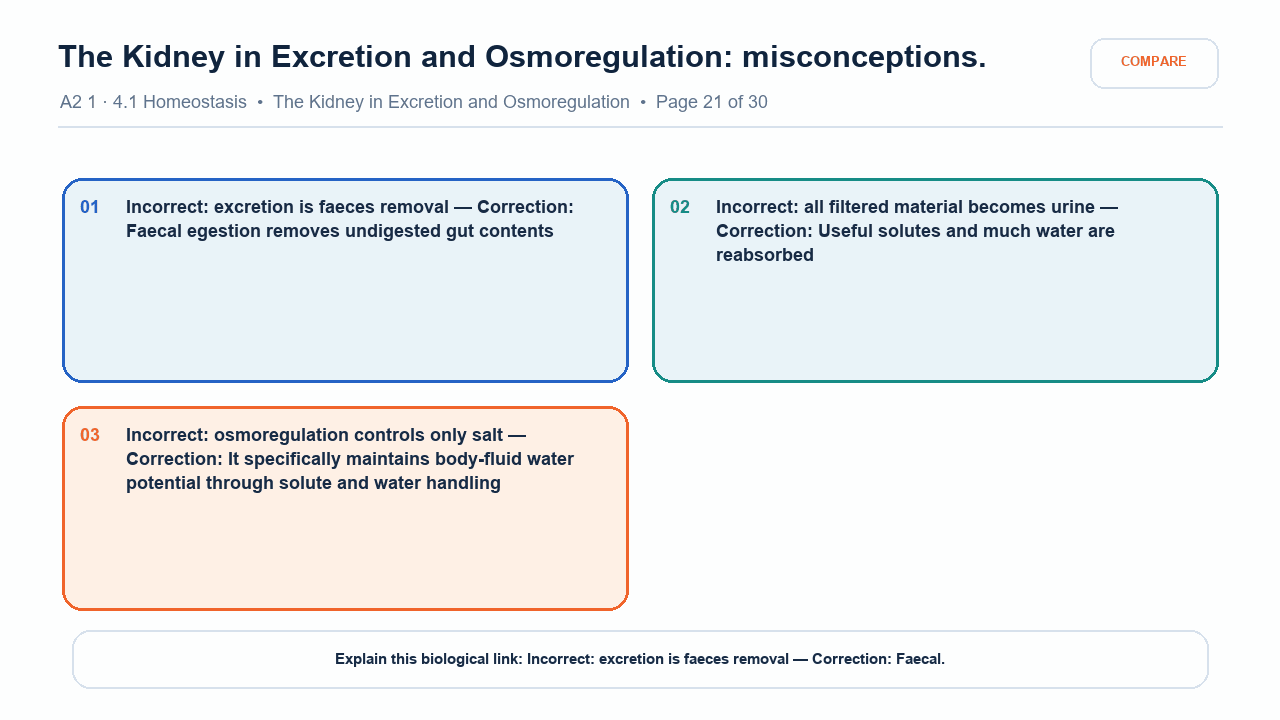 The Kidney in Excretion and Osmoregulation: misconceptions.
COMPARE
A2 1 · 4.1 Homeostasis • The Kidney in Excretion and Osmoregulation • Page 21 of 30
01
Incorrect: excretion is faeces removal — Correction:
Faecal egestion removes undigested gut contents
02
Incorrect: all filtered material becomes urine —
Correction: Useful solutes and much water are
reabsorbed
03
Incorrect: osmoregulation controls only salt —
Correction: It specifically maintains body-fluid water
potential through solute and water handling
Explain this biological link: Incorrect: excretion is faeces removal — Correction: Faecal.